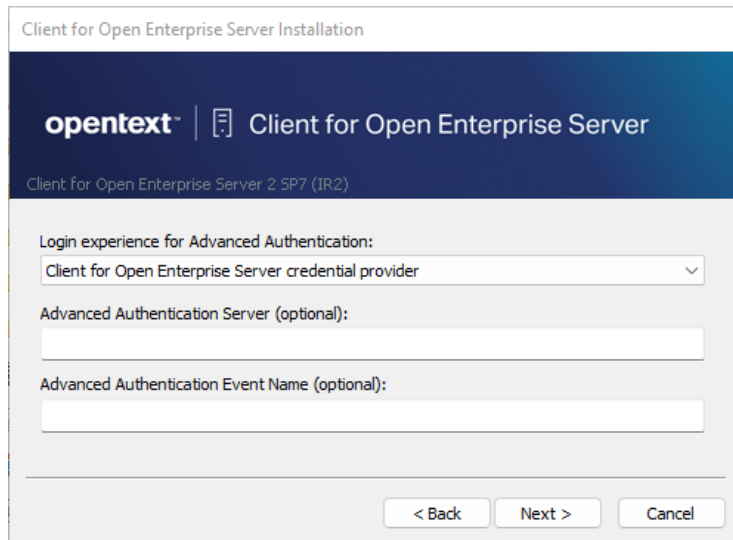 Client for Open Enterprise Server Installation
opentext™ | Client for Open Enterprise Server
Client for Open Enterprise Server 2 SP7 (IR2)
Login experience for Advanced Authentication:
Client for Open Enterprise Server credential provider
Advanced Authentication Server (optional):
Advanced Authentication Event Name (optional):
< Back Next > Cancel